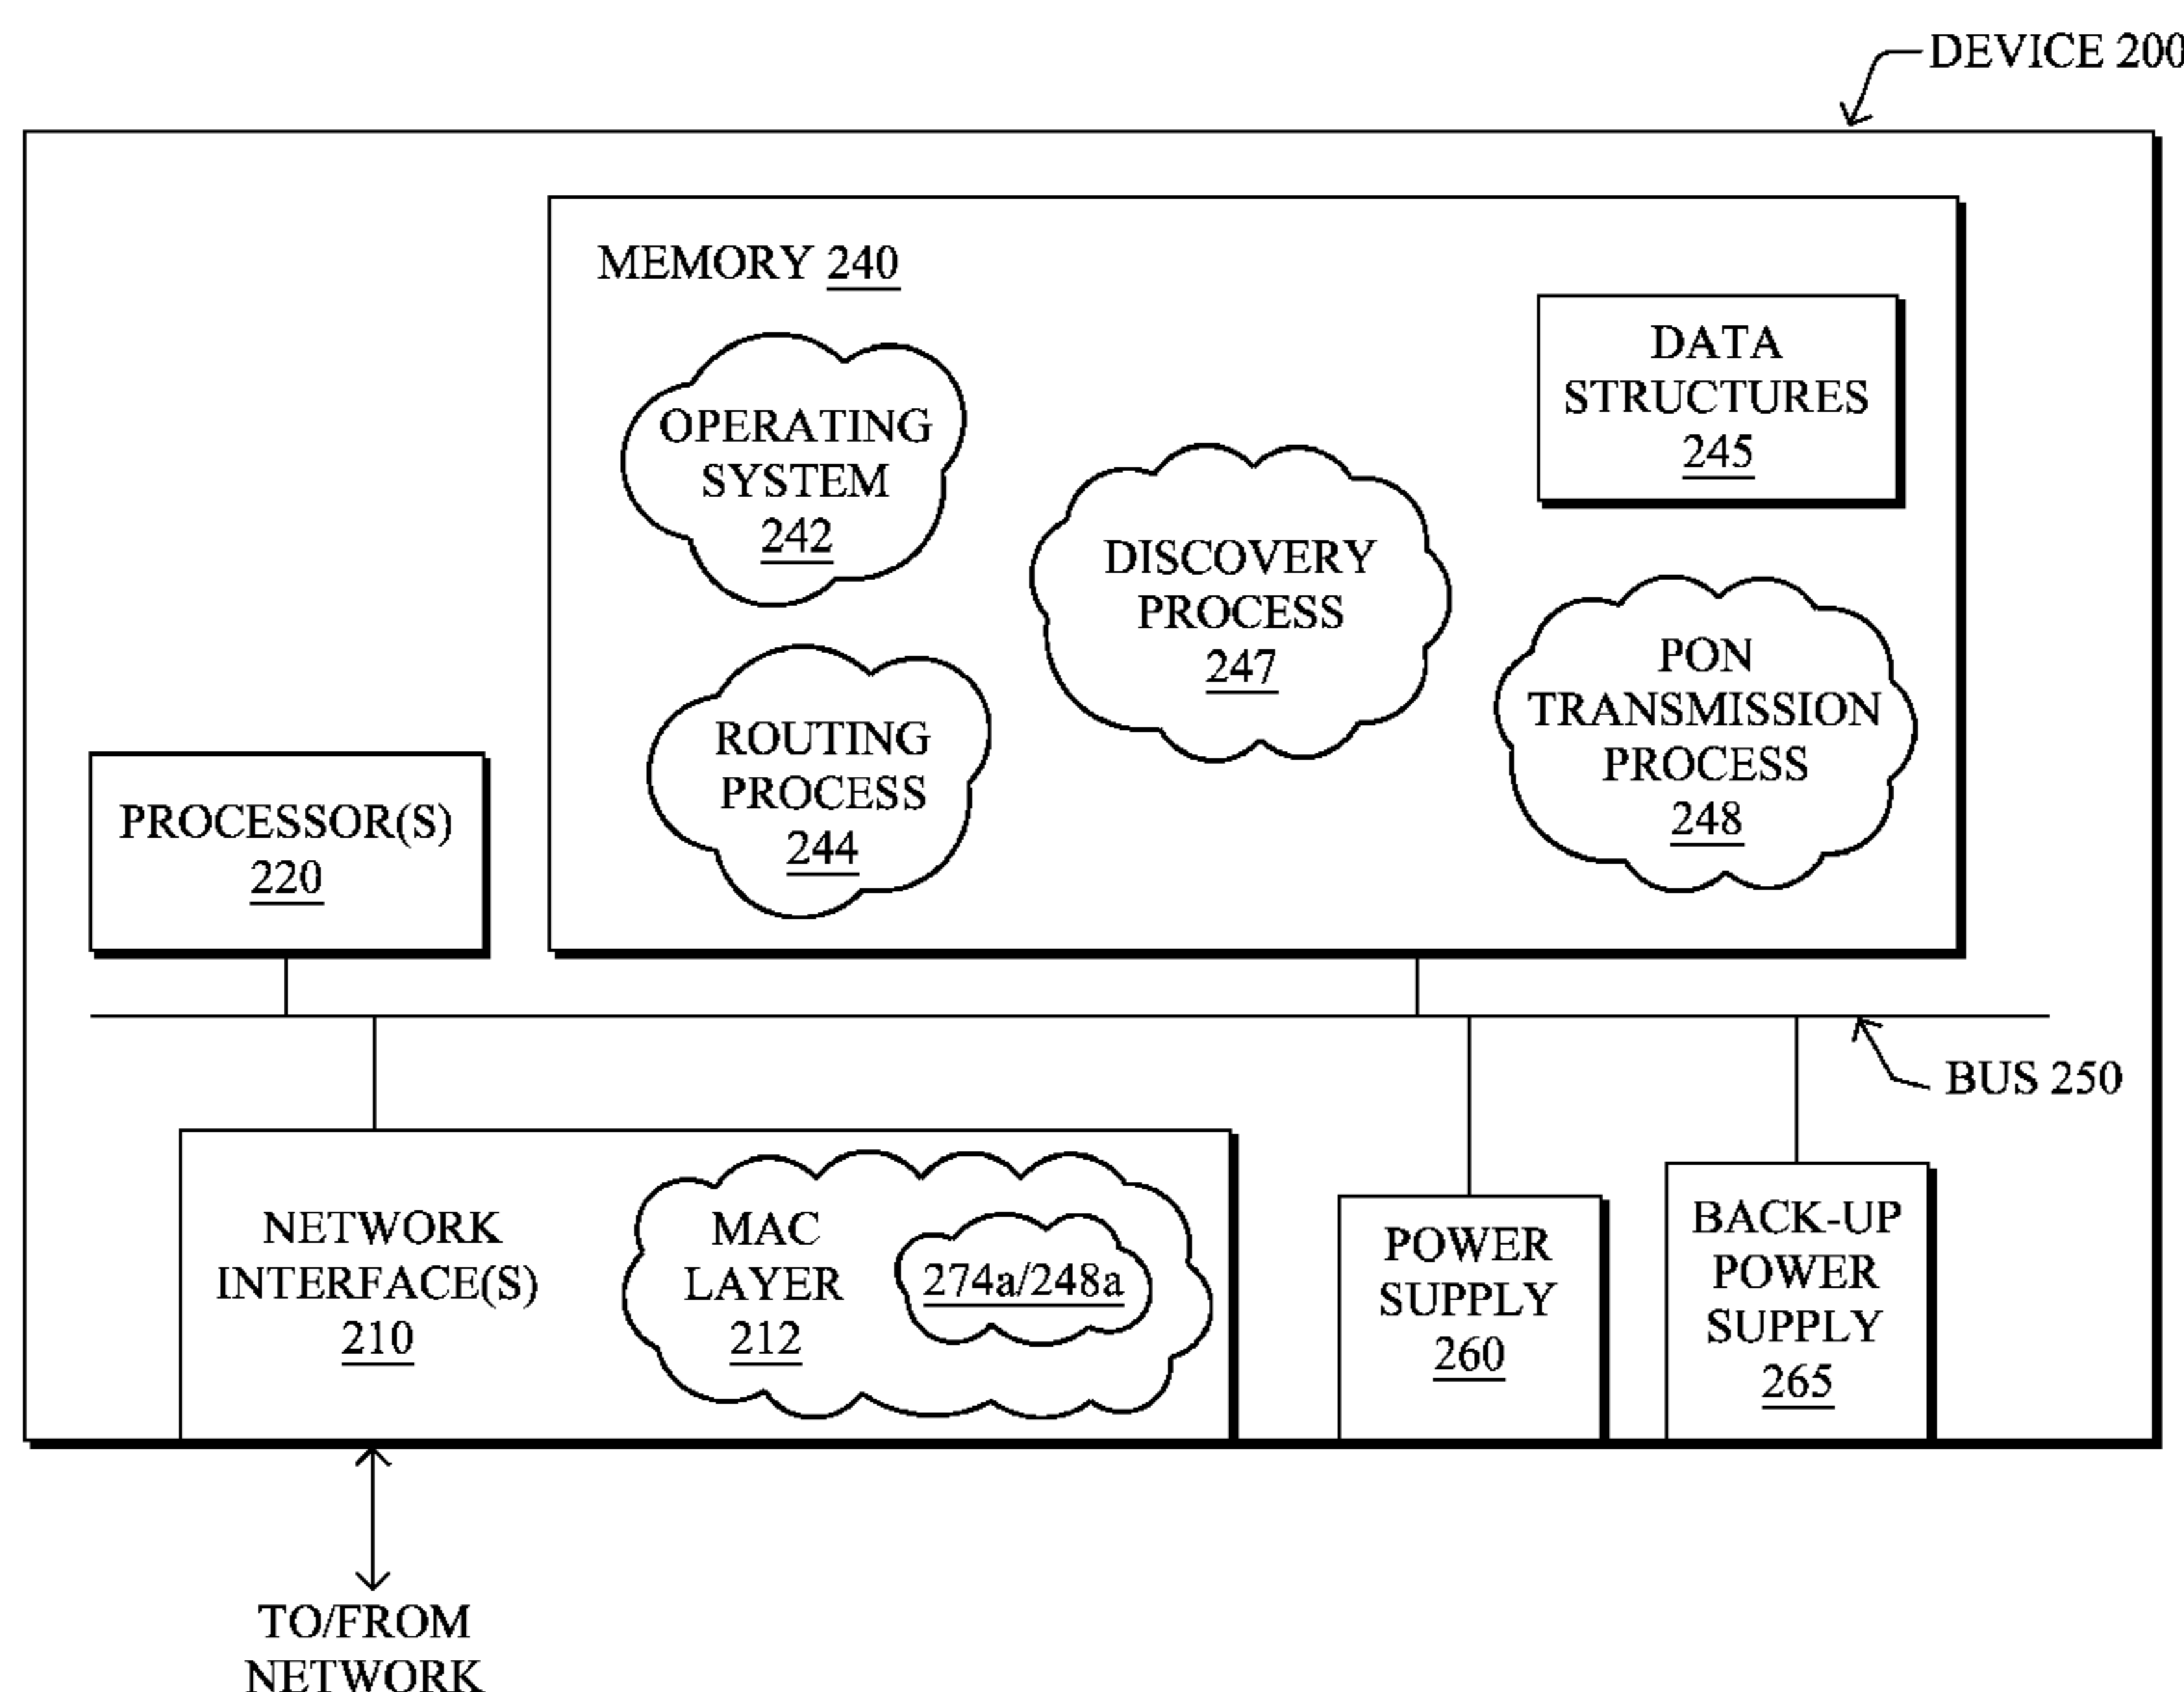 DEVICE 200
MEMORY 240
DATA
STRUCTURES
245
OPERATING
SYSTEM
242
DISCOVERY
PROCESS
247
PON
TRANSMISSION
PROCESS
248
ROUTING
PROCESS
244
PROCESSOR(S)
220
BUS 250
NETWORK
INTERFACE(S)
210
MAC
LAYER
212
274a/248a
POWER
SUPPLY
260
BACK-UP
POWER
SUPPLY
265
TO/FROM
NETWORK